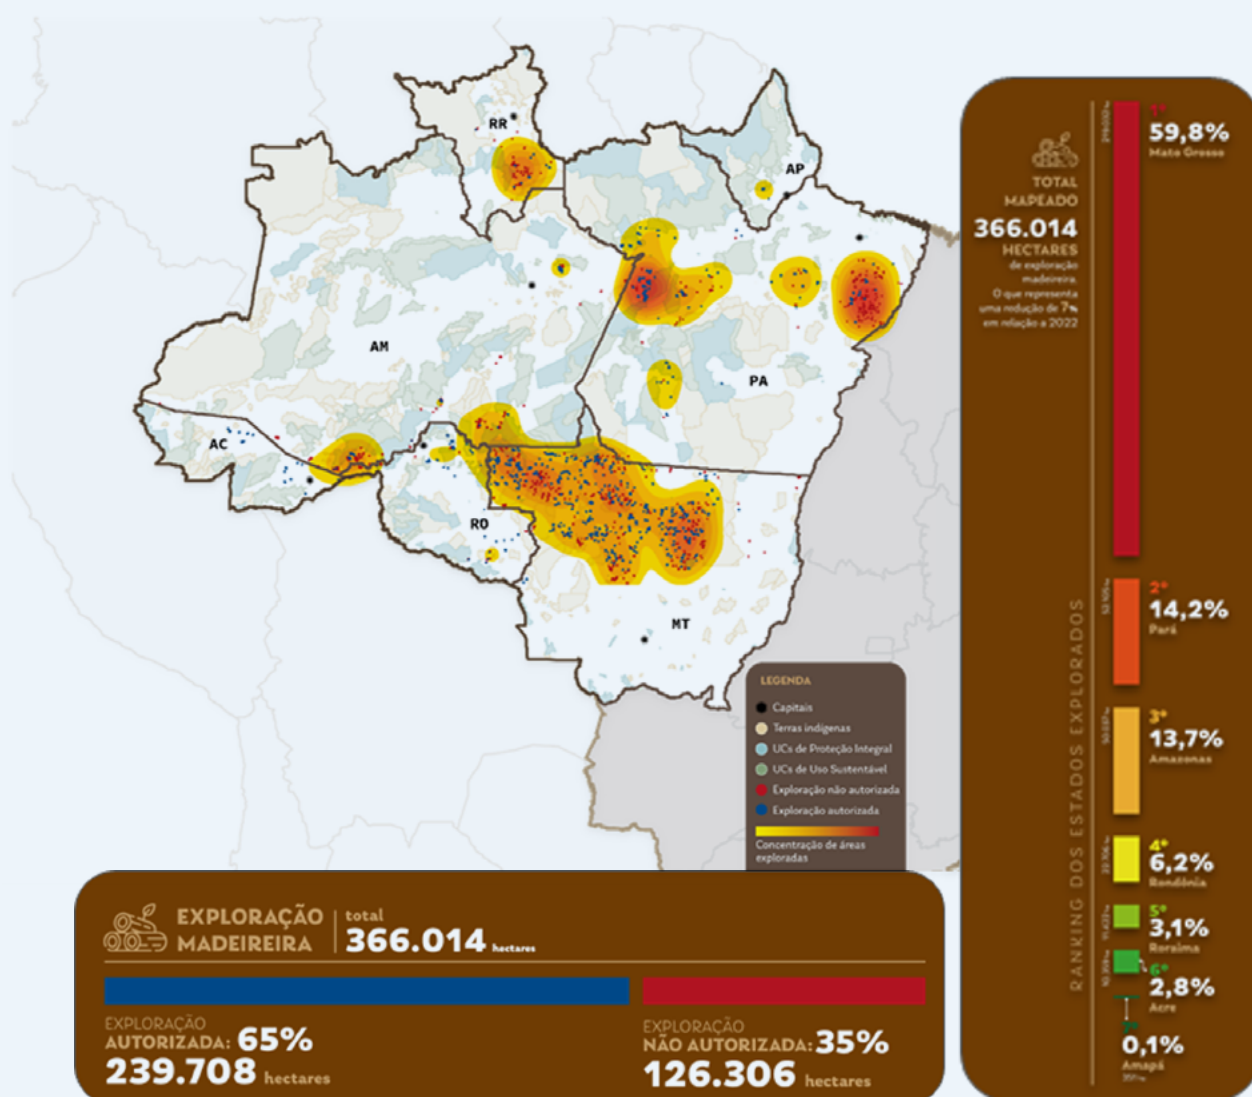 RR
AP
AM
PA
AC
RO
MT
LEGENDA
Capitais
Terras indígenas
UCs de Proteção Integral
UCs de Uso Sustentável
Exploração não autorizada
Exploração autorizada
Concentração de áreas
exploradas
EXPLORAÇÃO
MADEIREIRA
total
366.014 hectares
EXPLORAÇÃO
AUTORIZADA: 65%
239.708 hectares
EXPLORAÇÃO
NÃO AUTORIZADA: 35%
126.306 hectares
TOTAL
MAPEADO
366.014
HECTARES
de exploração
madeireira.
O que representa
uma redução de 7%
em relação a 2022
RANKING DOS ESTADOS EXPLORADOS
1º
59,8%
Mato Grosso
2º
14,2%
Pará
3º
13,7%
Amazonas
4º
6,2%
Rondônia
5º
3,1%
Roraima
6º
2,8%
Acre
0,1%
Amapá